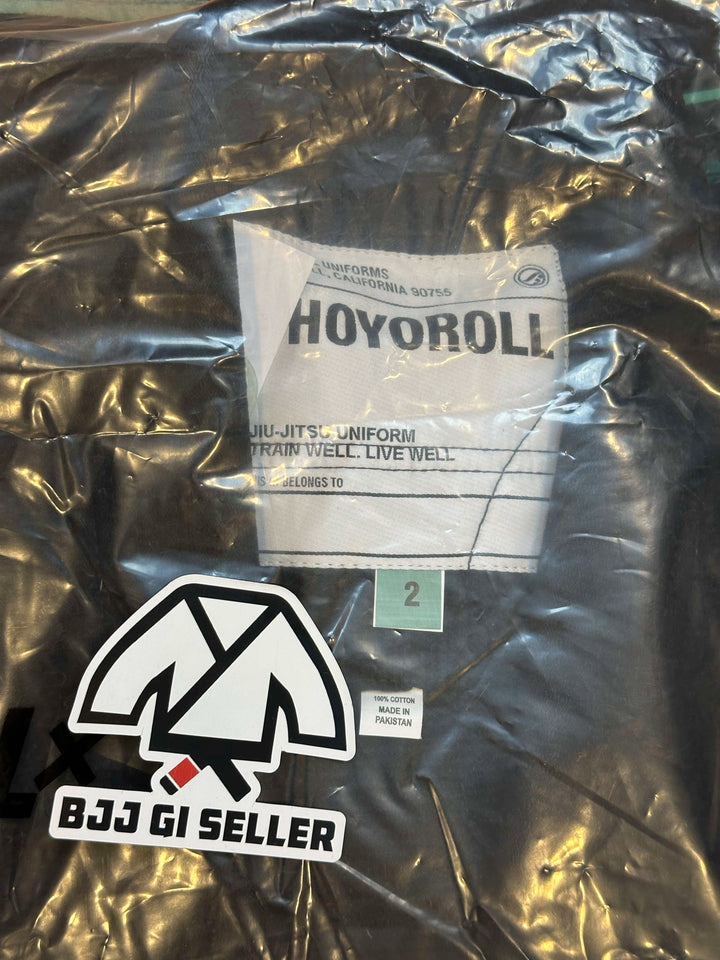 UNIFORMS
CALIFORNIA 90755
HOYOROLL
JIU-JITSU UNIFORM
TRAIN WELL. LIVE WELL
BELONGS TO
2
100% COTTON
MADE IN
PAKISTAN
BJJ GI SELLER